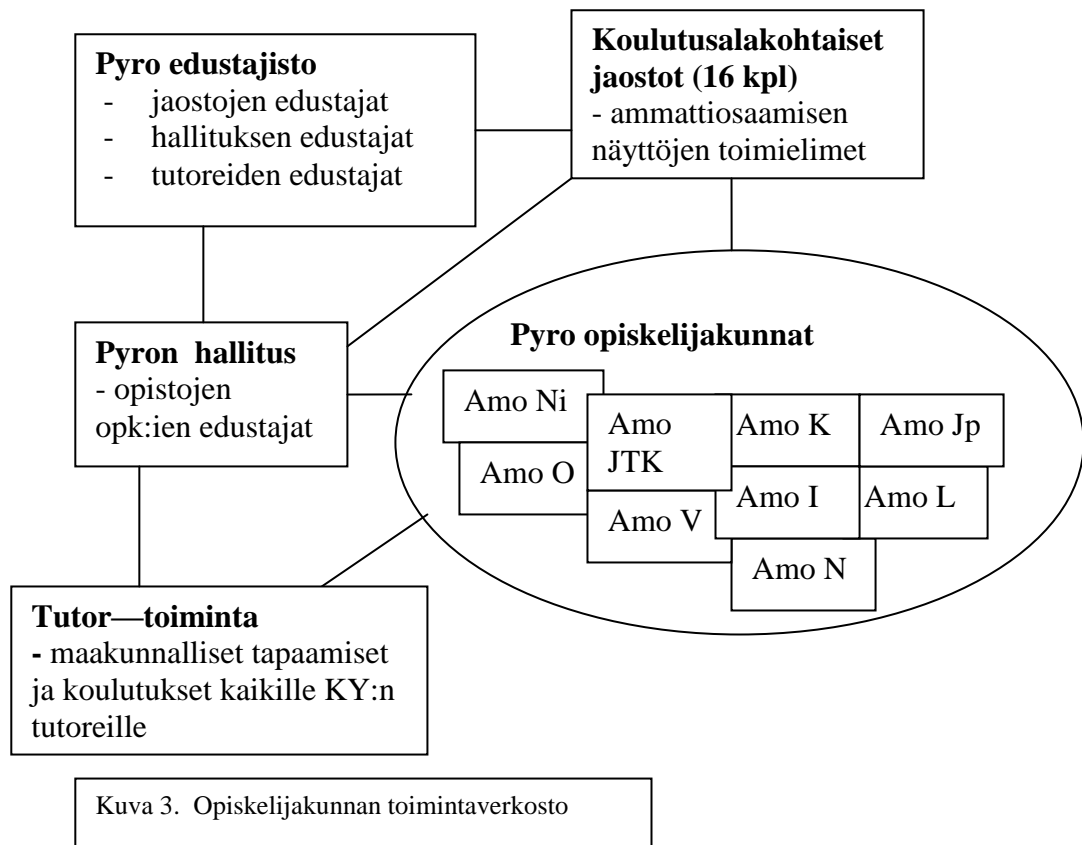 Pyro edustajisto
- jaostojen edustajat
- hallituksen edustajat
- tutoreiden edustajat
Koulutusalakohtaiset
jaostot (16 kpl)
- ammattiosaamisen
näyttöjen toimielimet
Pyron hallitus
- opistojen
opk:ien edustajat
Pyro opiskelijakunnat
Amo Ni
Amo O
Amo
JTK
Amo V
Amo K
Amo I
Amo N
Amo Jp
Amo L
Tutor—toiminta
- maakunnalliset tapaamiset
ja koulutukset kaikille KY:n
tutoreille
Kuva 3. Opiskelijakunnan toimintaverkosto